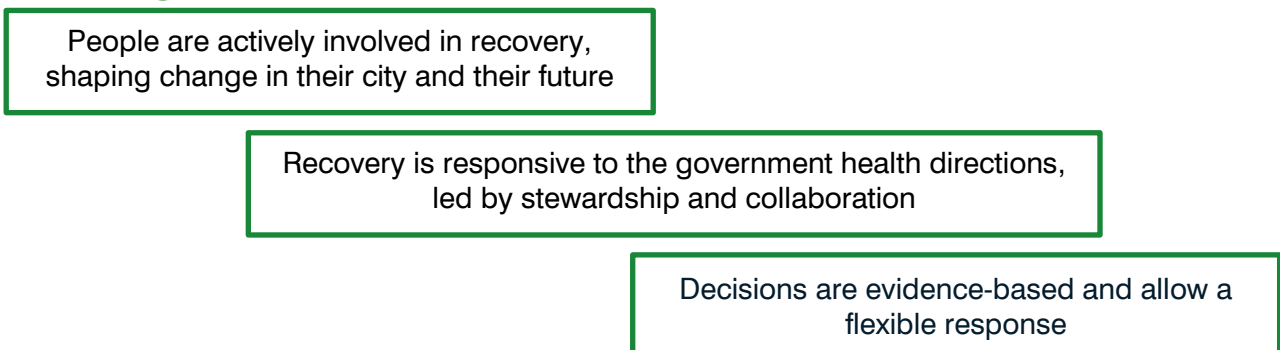 People are actively involved in recovery,
shaping change in their city and their future
Recovery is responsive to the government health directions,
led by stewardship and collaboration
Decisions are evidence-based and allow a
flexible response